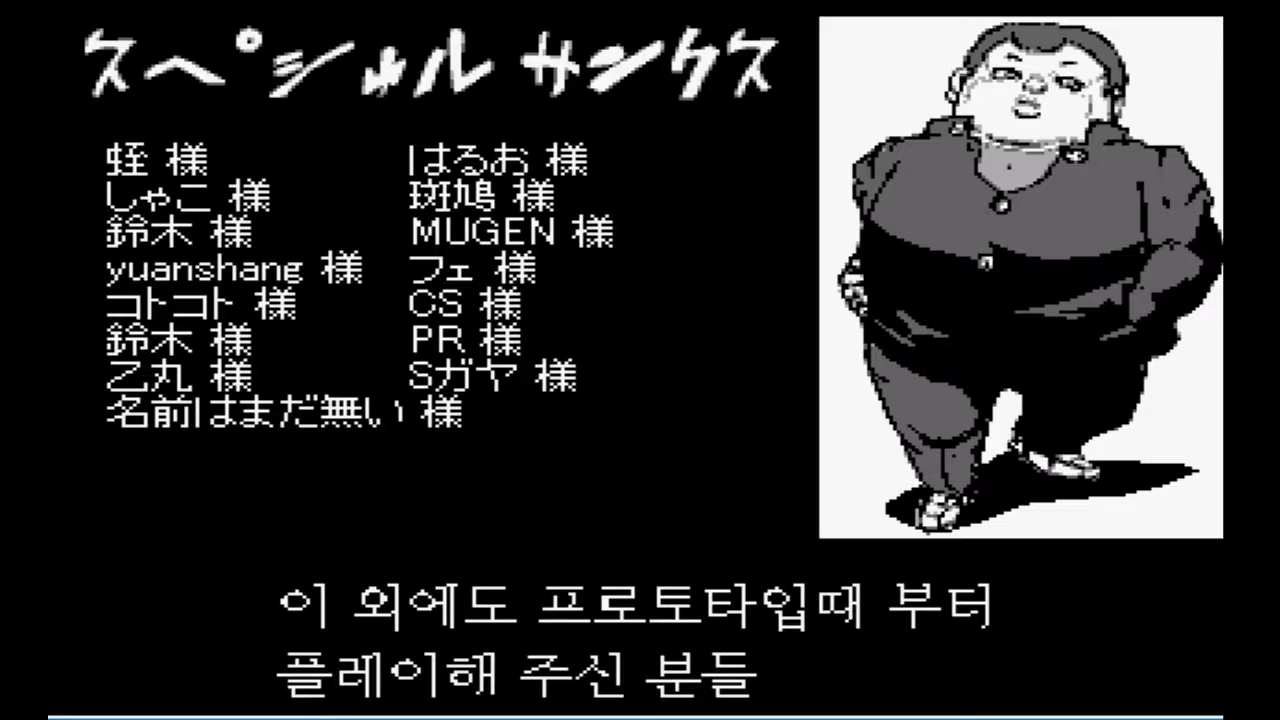 スペシャル サンクス
蛭 様
しゃこ 様
鈴木 様
yuanshang 様
コトコト 様
鈴木 様
乙丸 様
名前はまだ無い 様
はるお 様
斑鳩 様
MUGEN 様
フェ 様
CS 様
PR 様
Sガヤ 様
이 외에도 프로토타입때 부터
플레이해 주신 분들